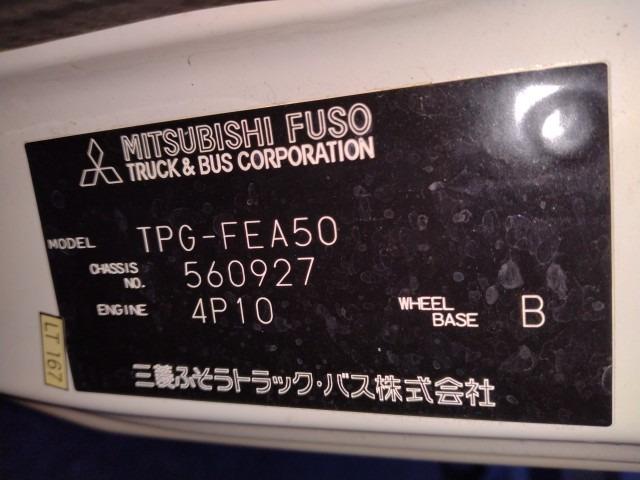 MITSUBISHI FUSO
TRUCK & BUS CORPORATION
MODEL TPG-FEA50
CHASSIS NO. 560927
ENGINE 4P10
WHEEL BASE B
三菱ふそうトラック・バス株式会社
LT 167